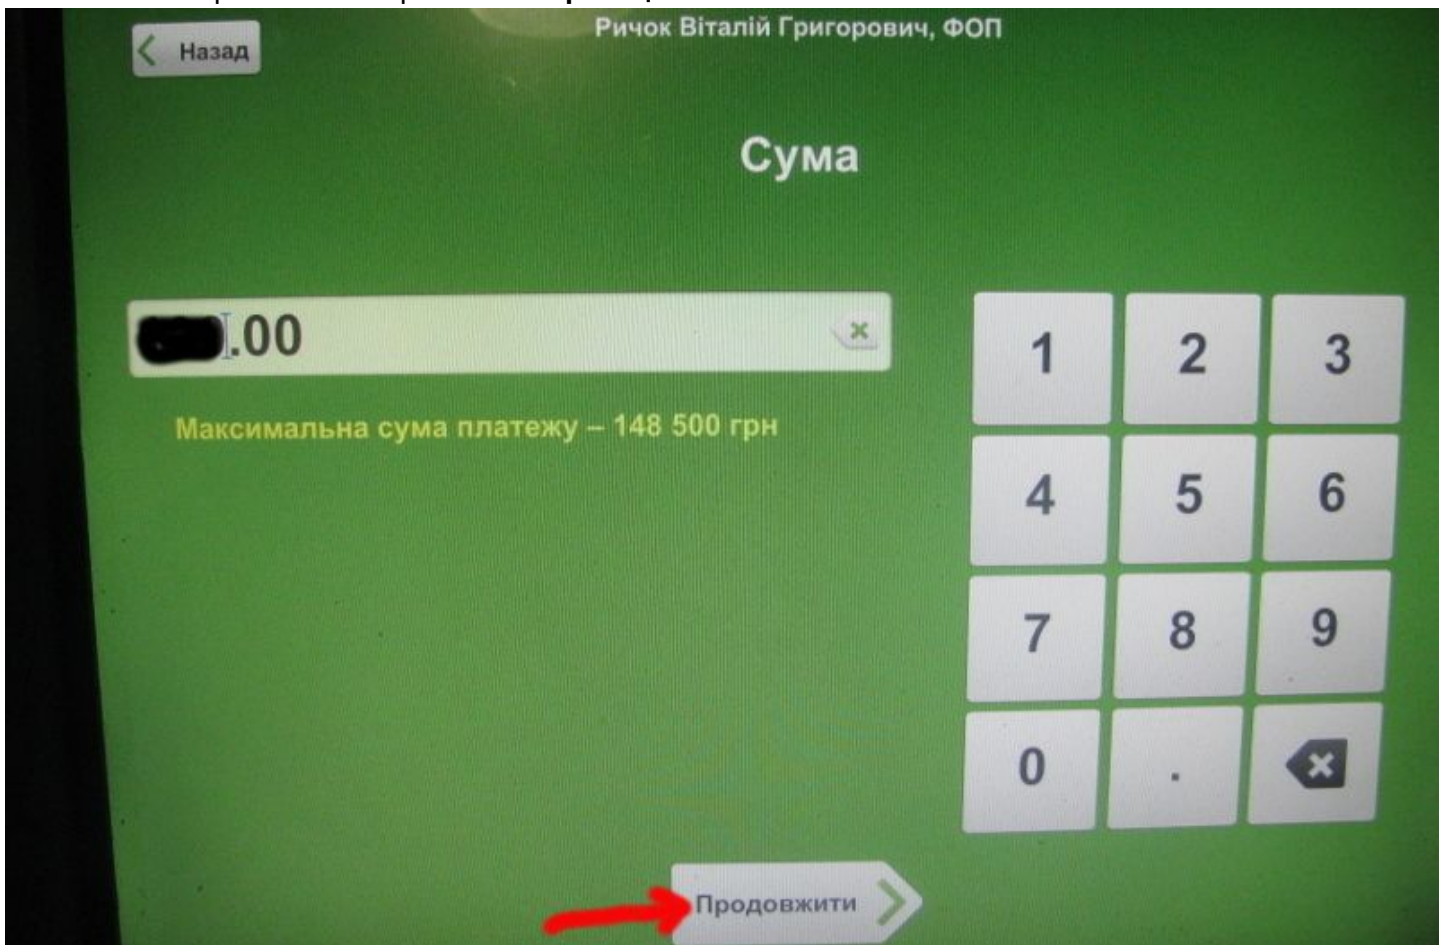 Назад
Ричок Віталій Григорович, ФОП
Сума
.00
Максимальна сума платежу – 148 500 грн
1 2 3
4 5 6
7 8 9
0 .
Продовжити